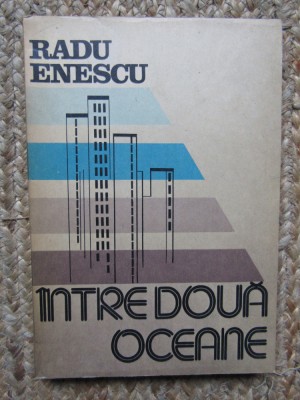 RADU
ENESCU
ÎNTRE DOUĂ
OCEANE